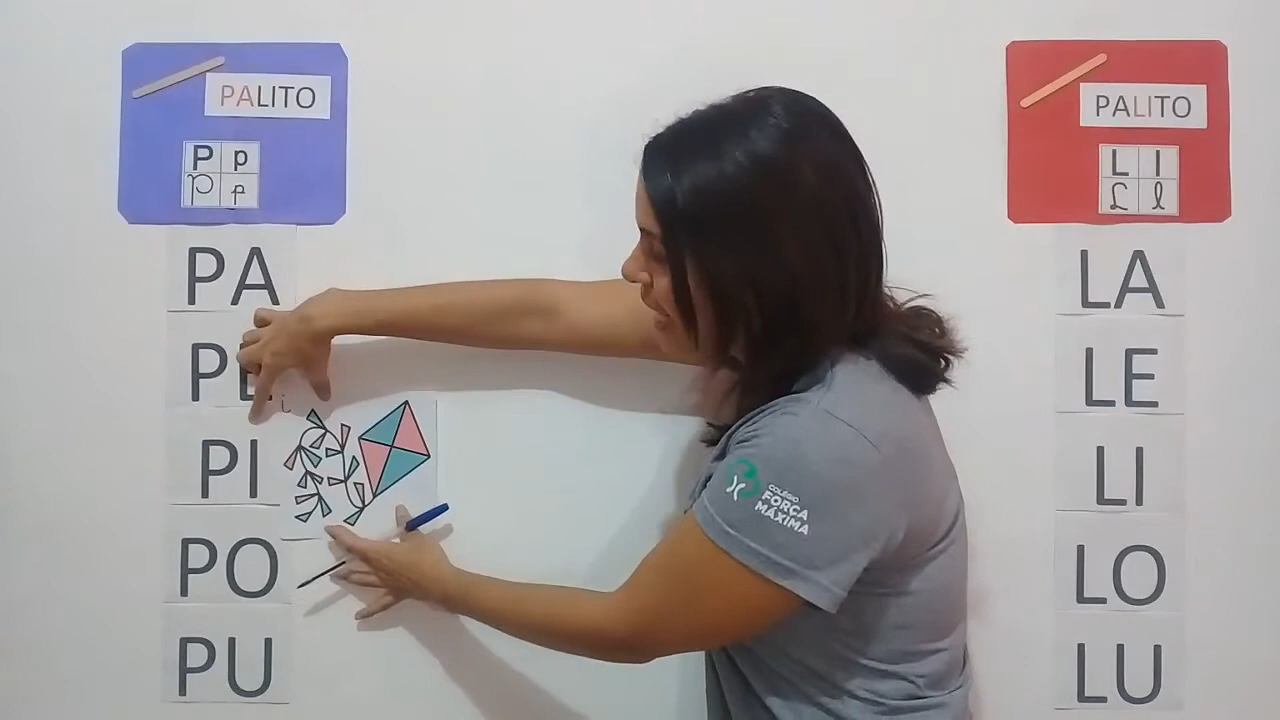 PALITO
P p
P p
PA
PE
PI
PO
PU
i
COLÉGIO
FORÇA
MÁXIMA
PALITO
L l
L l
LA
LE
LI
LO
LU